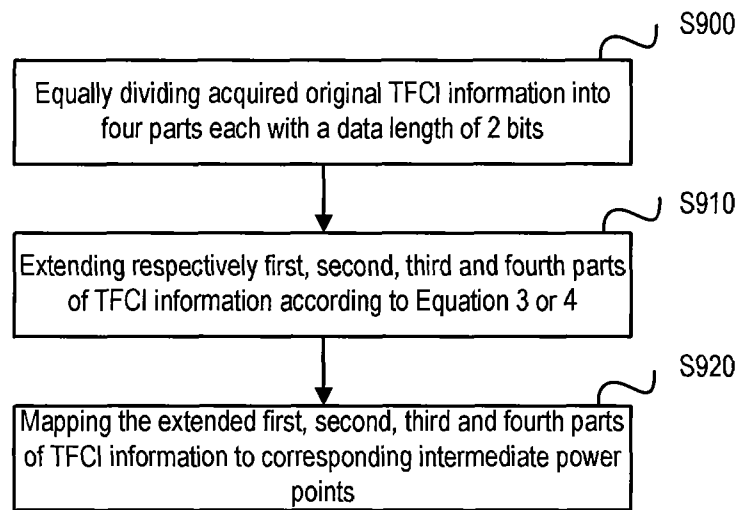 S900
Equally dividing acquired original TFCI information into
four parts each with a data length of 2 bits
S910
Extending respectively first, second, third and fourth parts
of TFCI information according to Equation 3 or 4
S920
Mapping the extended first, second, third and fourth parts
of TFCI information to corresponding intermediate power
points